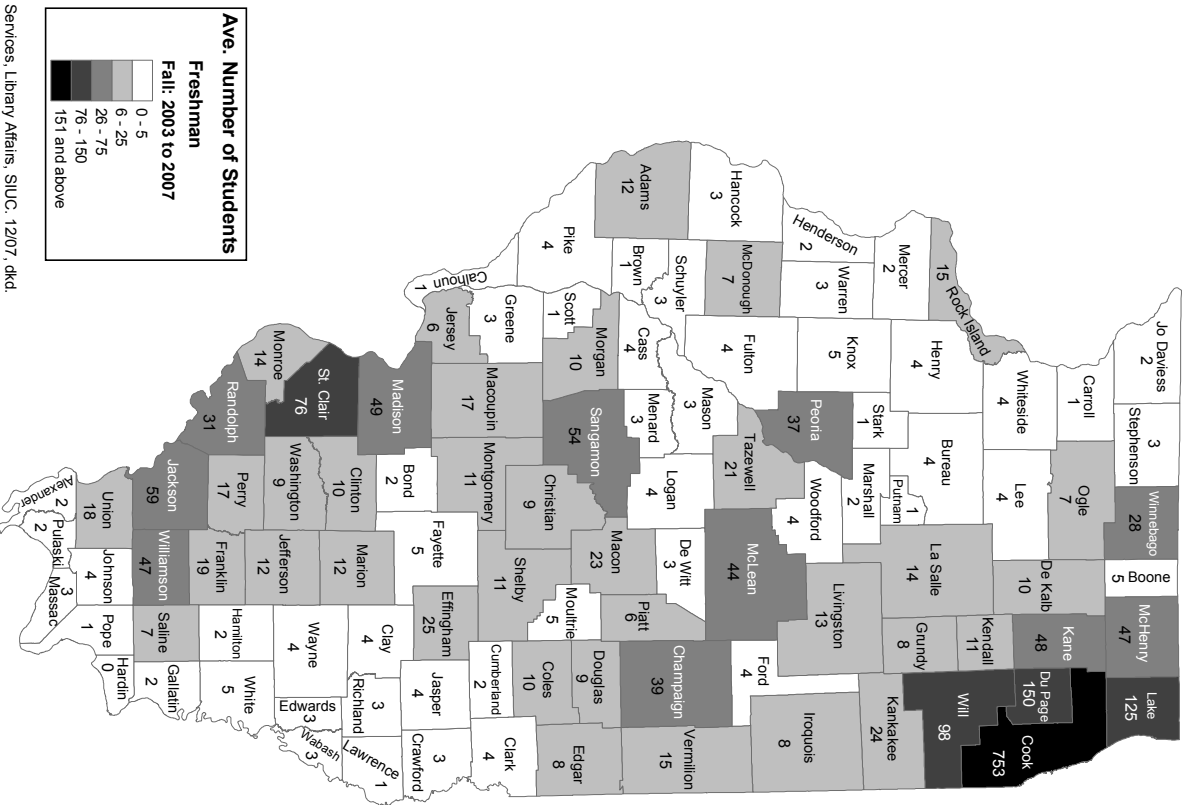 Jo Daviess
2
Stephenson
3
Winnebago
28
5 Boone
McHenry
47
Lake
125
Carroll
1
Ogle
7
De Kalb
10
Kane
48
Du Page
150
Cook
753
Whiteside
4
Lee
4
Kendall
11
Will
98
15 Rock Island
Henry
4
Bureau
4
La Salle
14
Grundy
8
Kankakee
24
Mercer
2
Stark
1
Putnam
1
Marshall
2
Livingston
13
Iroquois
8
Henderson
2
Warren
3
Knox
5
Peoria
37
Woodford
4
Ford
4
Hancock
3
McDonough
7
Fulton
4
Tazewell
21
McLean
44
Mason
3
Logan
4
De Witt
3
Champaign
39
Vermilion
15
Adams
12
Schuyler
3
Brown
1
Cass
4
Menard
3
Piatt
6
Macon
23
Pike
4
Scott
1
Morgan
10
Sangamon
54
Christian
9
Moultrie
5
Douglas
9
Edgar
8
Coles
10
Greene
3
Macoupin
17
Montgomery
11
Shelby
11
Cumberland
2
Clark
4
Calhoun
1
Jersey
6
Bond
2
Fayette
5
Effingham
25
Jasper
4
Crawford
3
Madison
49
Clinton
10
Marion
12
Clay
4
Richland
3
Lawrence
1
St. Clair
76
Monroe
14
Washington
9
Jefferson
12
Wayne
4
Edwards
3
Wabash
3
Randolph
31
Perry
17
Franklin
19
Hamilton
2
White
5
Jackson
59
Williamson
47
Saline
7
Gallatin
2
Union
18
Johnson
4
Pope
1
Hardin
0
Alexander
2
Pulaski
2
Massac
3
Ave. Number of Students
Freshman
Fall: 2003 to 2007
0 - 5
6 - 25
26 - 75
76 - 150
151 and above
Services, Library Affairs, SIUC. 12/07, dkd.